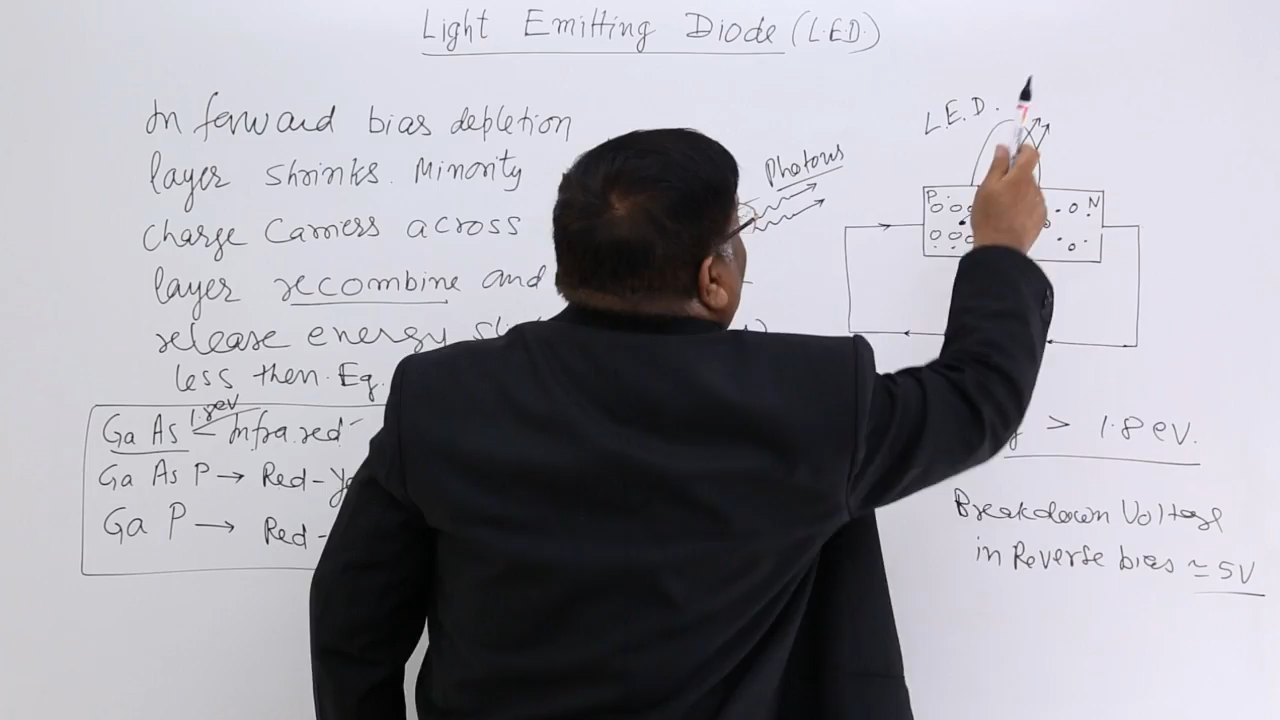 Light Emitting Diode (L.E.D.)
In forward bias depletion
layer shrinks. Minority
charge Carriers across
layer recombine and
release energy
less then Eg.
1.8ev
Ga As – Infra.red
Ga As P → Red-
Ga P → Red-
Photons
L.E.D.
P
N
> 1.8 eV.
Breakdown Voltage
in Reverse bias ≃ 5V